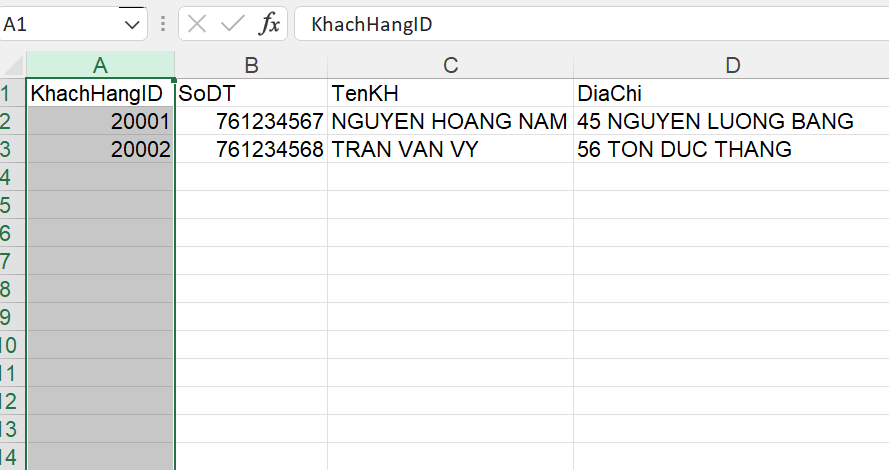 A1 fx KhachHangID
A B C D
1 KhachHangID SoDT TenKH DiaChi
2 20001 761234567 NGUYEN HOANG NAM 45 NGUYEN LUONG BANG
3 20002 761234568 TRAN VAN VY 56 TON DUC THANG
4
5
6
7
8
9
10
11
12
13
14